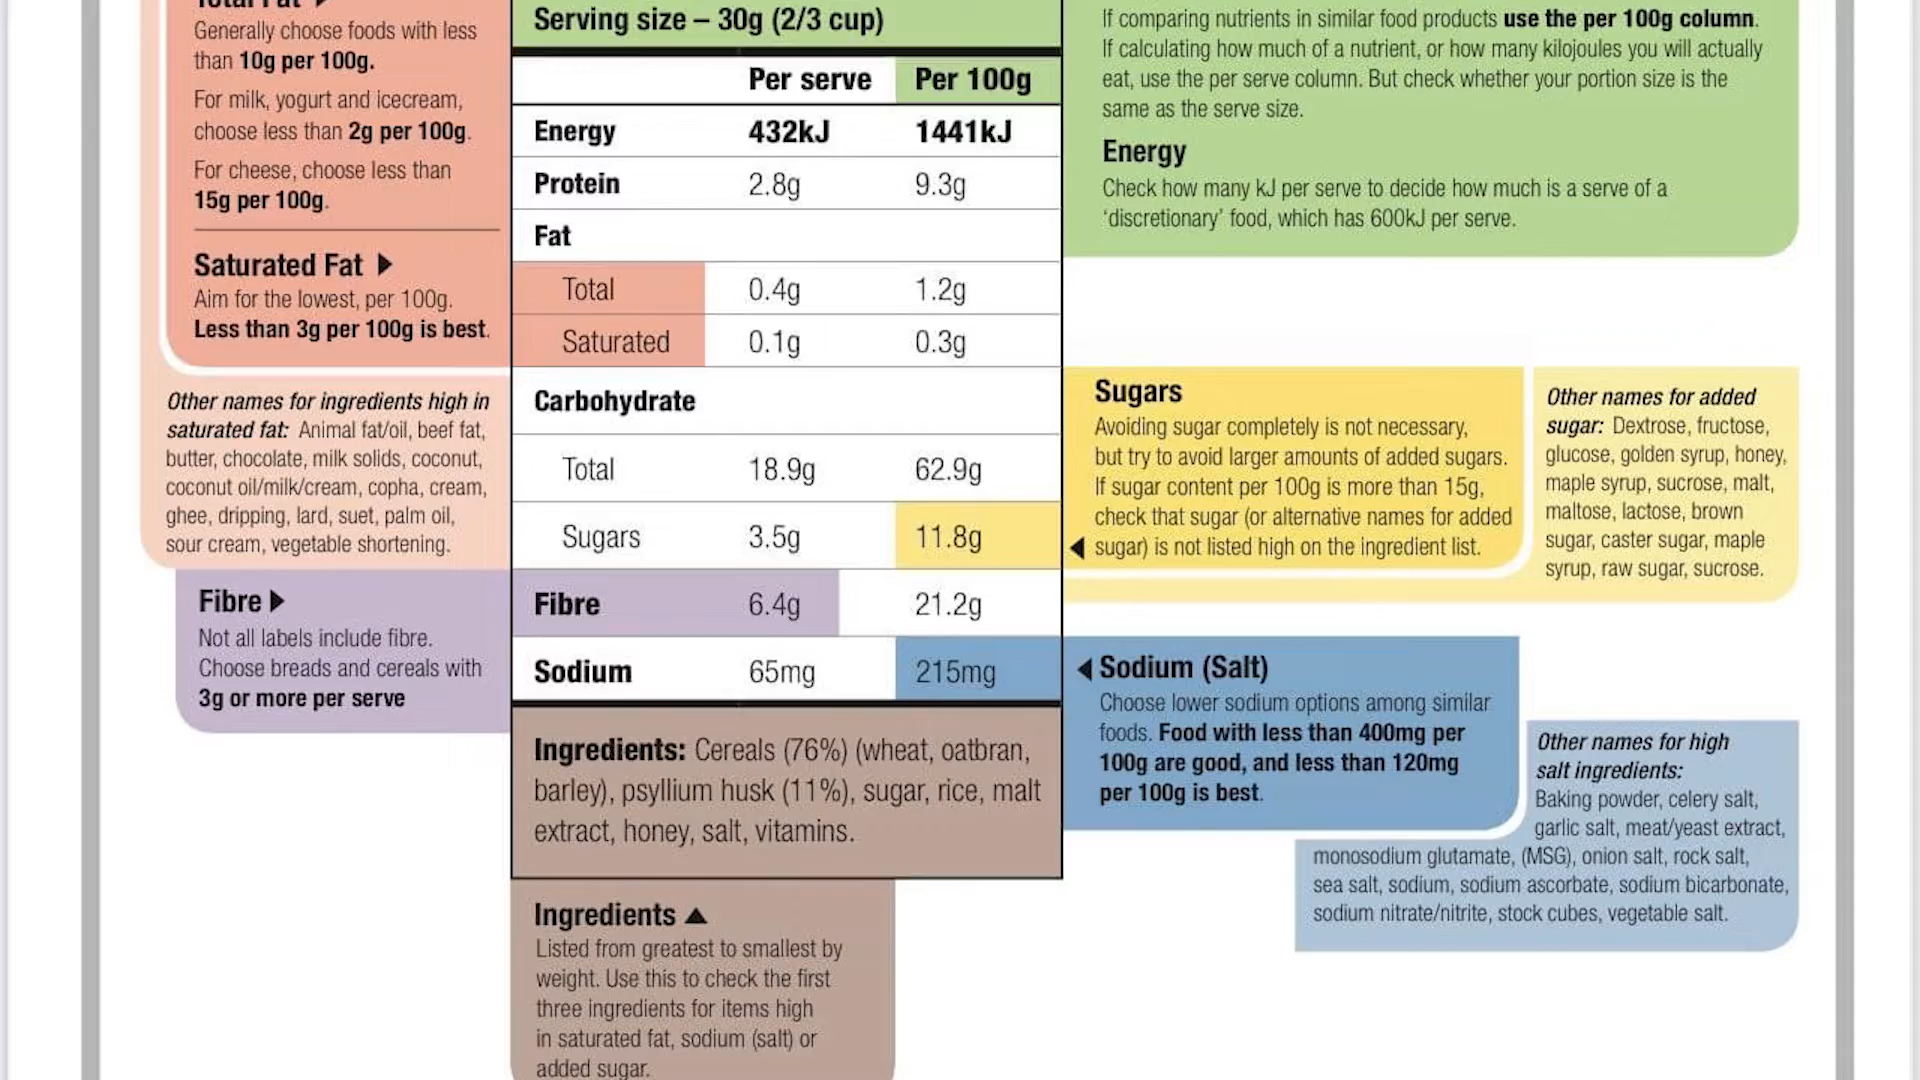 Total Fat
Generally choose foods with less
than 10g per 100g.
For milk, yogurt and icecream,
choose less than 2g per 100g.
For cheese, choose less than
15g per 100g.
Saturated Fat
Aim for the lowest, per 100g.
Less than 3g per 100g is best.
Other names for ingredients high in
saturated fat: Animal fat/oil, beef fat,
butter, chocolate, milk solids, coconut,
coconut oil/milk/cream, copha, cream,
ghee, dripping, lard, suet, palm oil,
sour cream, vegetable shortening.
Fibre
Not all labels include fibre.
Choose breads and cereals with
3g or more per serve
Serving size – 30g (2/3 cup)
Per serve Per 100g
Energy 432kJ 1441kJ
Protein 2.8g 9.3g
Fat
Total 0.4g 1.2g
Saturated 0.1g 0.3g
Carbohydrate
Total 18.9g 62.9g
Sugars 3.5g 11.8g
Fibre 6.4g 21.2g
Sodium 65mg 215mg
Ingredients: Cereals (76%) (wheat, oatbran,
barley), psyllium husk (11%), sugar, rice, malt
extract, honey, salt, vitamins.
Ingredients
Listed from greatest to smallest by
weight. Use this to check the first
three ingredients for items high
in saturated fat, sodium (salt) or
added sugar.
If comparing nutrients in similar food products use the per 100g column.
If calculating how much of a nutrient, or how many kilojoules you will actually
eat, use the per serve column. But check whether your portion size is the
same as the serve size.
Energy
Check how many kJ per serve to decide how much is a serve of a
‘discretionary’ food, which has 600kJ per serve.
Sugars
Avoiding sugar completely is not necessary,
but try to avoid larger amounts of added sugars.
If sugar content per 100g is more than 15g,
check that sugar (or alternative names for added
sugar) is not listed high on the ingredient list.
Other names for added
sugar: Dextrose, fructose,
glucose, golden syrup, honey,
maple syrup, sucrose, malt,
maltose, lactose, brown
sugar, caster sugar, maple
syrup, raw sugar, sucrose.
Sodium (Salt)
Choose lower sodium options among similar
foods. Food with less than 400mg per
100g are good, and less than 120mg
per 100g is best.
Other names for high
salt ingredients:
Baking powder, celery salt,
garlic salt, meat/yeast extract,
monosodium glutamate, (MSG), onion salt, rock salt,
sea salt, sodium, sodium ascorbate, sodium bicarbonate,
sodium nitrate/nitrite, stock cubes, vegetable salt.